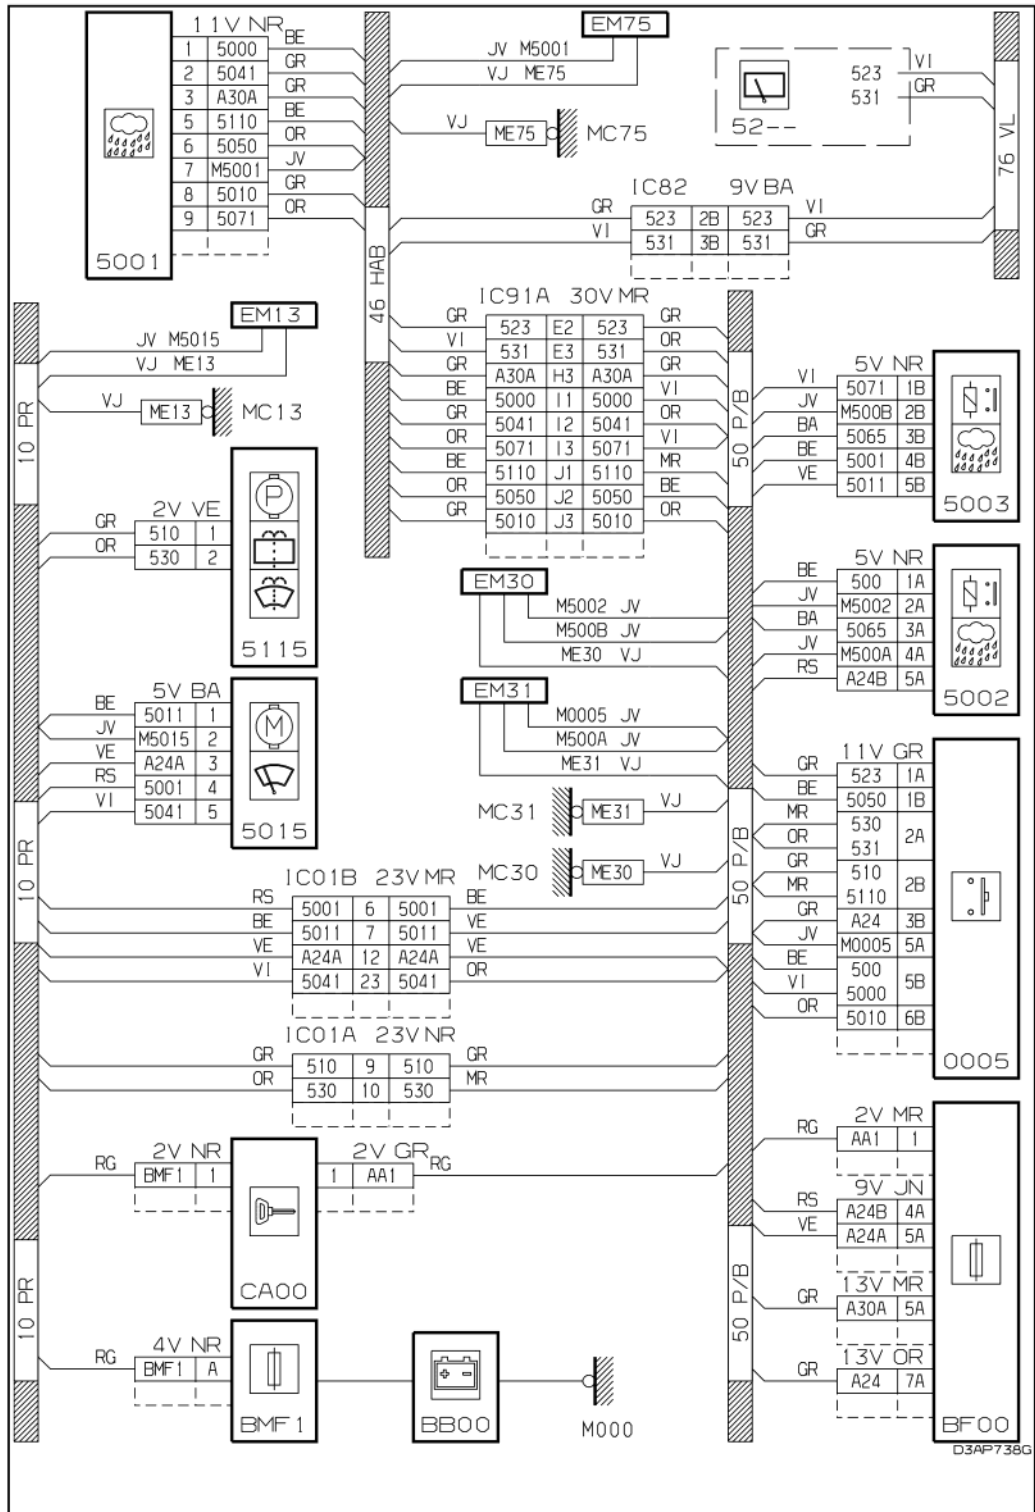 11V NR
1 5000 BE
2 5041 GR
3 A30A GR
5 5110 BE
6 5050 OR
7 M5001 JV
8 5010 GR
9 5071 OR
5001
46 HAB
EM75
JV M5001
VJ ME75
VJ ME75 MC75
523 VI
531 GR
52--
76 VL
IC82 9V BA
GR 523 2B 523 VI
VI 531 3B 531 GR
IC91A 30V MR
GR 523 E2 523 GR
VI 531 E3 531 OR
GR A30A H3 A30A GR
BE 5000 I1 5000 VI
GR 5041 I2 5041 OR
OR 5071 I3 5071 VI
BE 5110 J1 5110 MR
OR 5050 J2 5050 BE
GR 5010 J3 5010 OR
EM13
JV M5015
VJ ME13
VJ ME13 MC13
10 PR
2V VE
GR 510 1
OR 530 2
P
5115
5V BA
BE 5011 1
JV M5015 2
VE A24A 3
RS 5001 4
VI 5041 5
M
5015
10 PR
50 P/B
5V NR
VI 5071 1B
JV M500B 2B
BA 5065 3B
BE 5001 4B
VE 5011 5B
5003
5V NR
BE 500 1A
JV M5002 2A
BA 5065 3A
JV M500A 4A
RS A24B 5A
5002
EM30
M5002 JV
M500B JV
ME30 VJ
EM31
M0005 JV
M500A JV
ME31 VJ
MC31 ME31 VJ
MC30 ME30 VJ
50 P/B
11V GR
GR 523 1A
BE 5050 1B
MR 530
2A
OR 531
GR 510
2B
MR 5110
GR A24 3B
JV M0005 5A
BE 500
5B
VI 5000
OR 5010 6B
0005
IC01B 23V MR
RS 5001 6 5001 BE
BE 5011 7 5011 VE
VE A24A 12 A24A VE
VI 5041 23 5041 OR
IC01A 23V NR
GR 510 9 510 GR
OR 530 10 530 MR
2V NR
RG BMF1 1
2V GR
1 AA1 RG
CA00
10 PR
4V NR
RG BMF1 A
BMF1
+ -
BB00
M000
50 P/B
2V MR
RG AA1 1
9V JN
RS A24B 4A
VE A24A 5A
13V MR
GR A30A 5A
13V OR
GR A24 7A
BF00
D3AP738G